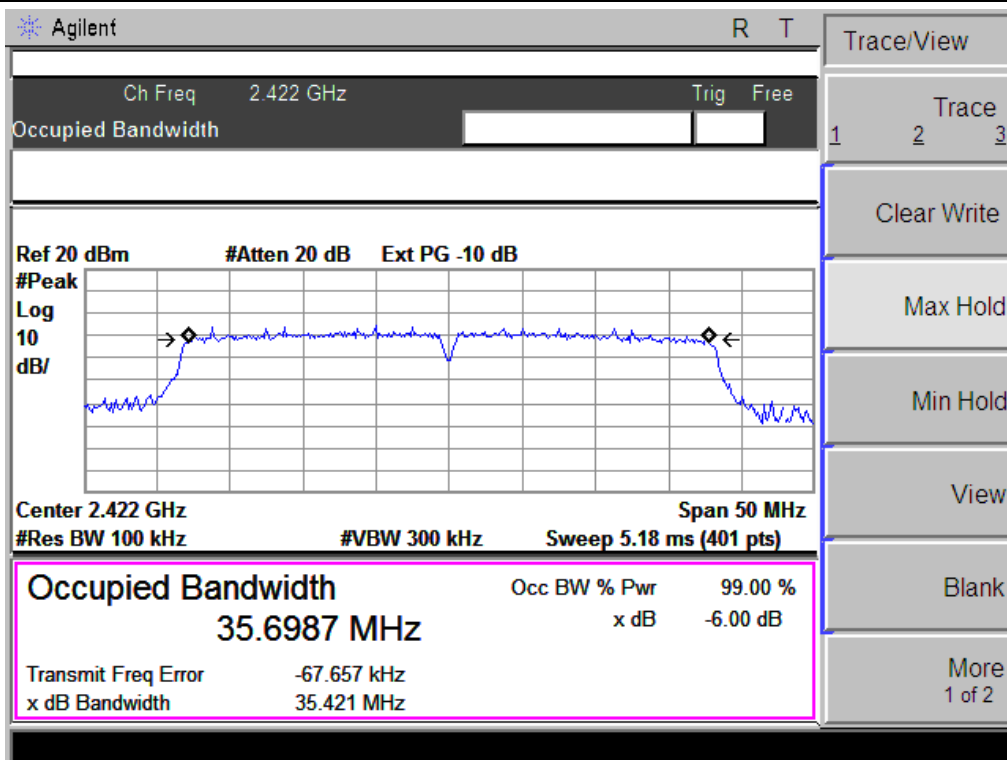 Agilent R T
Trace/View
Ch Freq 2.422 GHz Trig Free
Occupied Bandwidth
Trace
1 2 3
Clear Write
Max Hold
Min Hold
View
Blank
More
1 of 2
Ref 20 dBm #Atten 20 dB Ext PG -10 dB
#Peak
Log
10
dB/
Center 2.422 GHz Span 50 MHz
#Res BW 100 kHz #VBW 300 kHz Sweep 5.18 ms (401 pts)
Occupied Bandwidth
35.6987 MHz
Occ BW % Pwr 99.00 %
x dB -6.00 dB
Transmit Freq Error -67.657 kHz
x dB Bandwidth 35.421 MHz